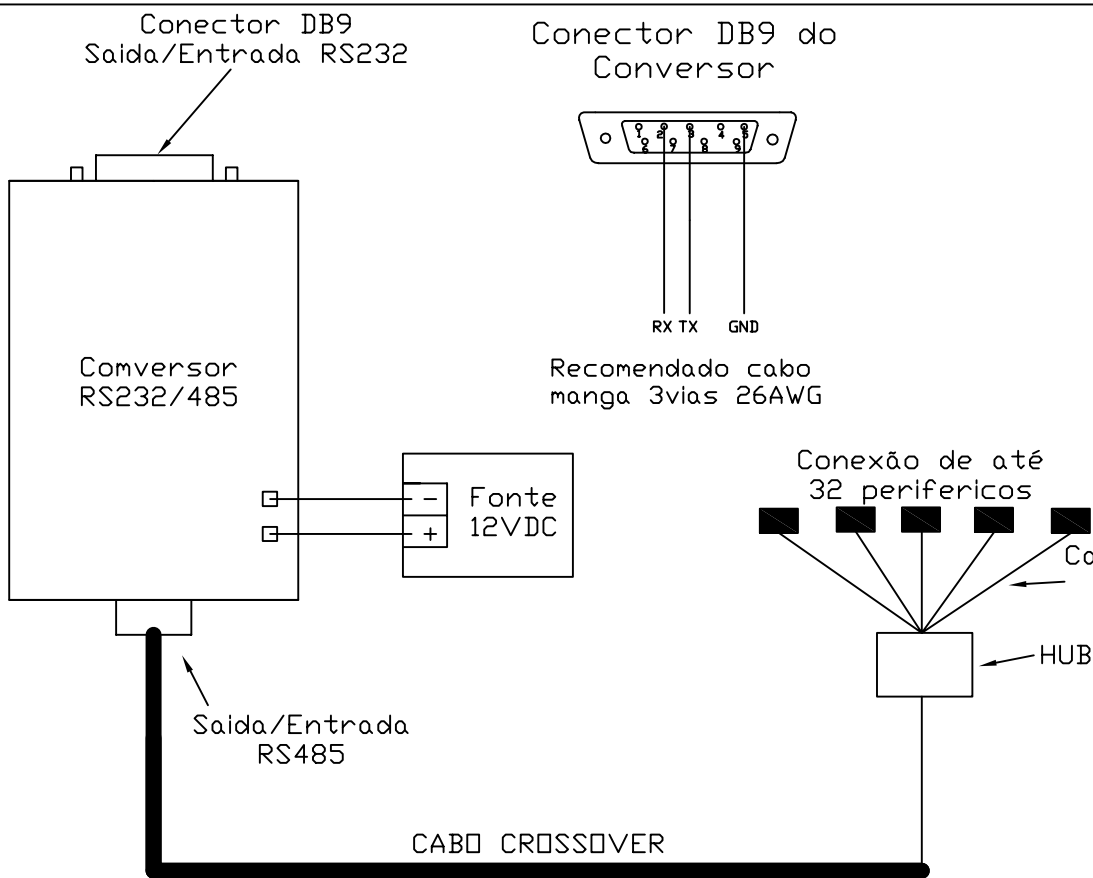 Conector DB9
Saida/Entrada RS232
Conector DB9 do
Conversor
1 2 3 4 5
6 7 8 9
RX TX GND
Recomendado cabo
manga 3vias 26AWG
Comversor
RS232/485
- Fonte
+ 12VDC
Conexão de até
32 perifericos
HUB
Saida/Entrada
RS485
CABO CROSSOVER